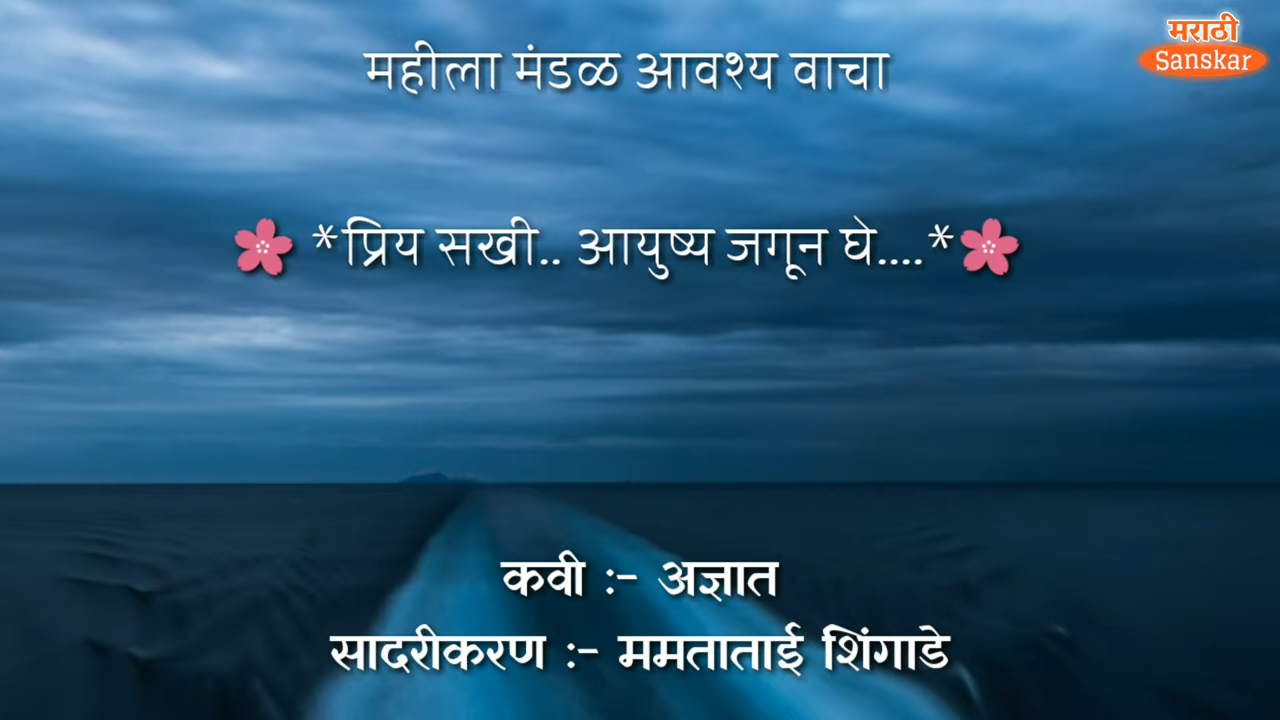 मराठी
Sanskar
महीला मंडळ आवश्य वाचा
🌸 *प्रिय सखी.. आयुष्य जगून घे....*🌸
कवी :- अज्ञात
सादरीकरण :- ममताताई शिंगाडे